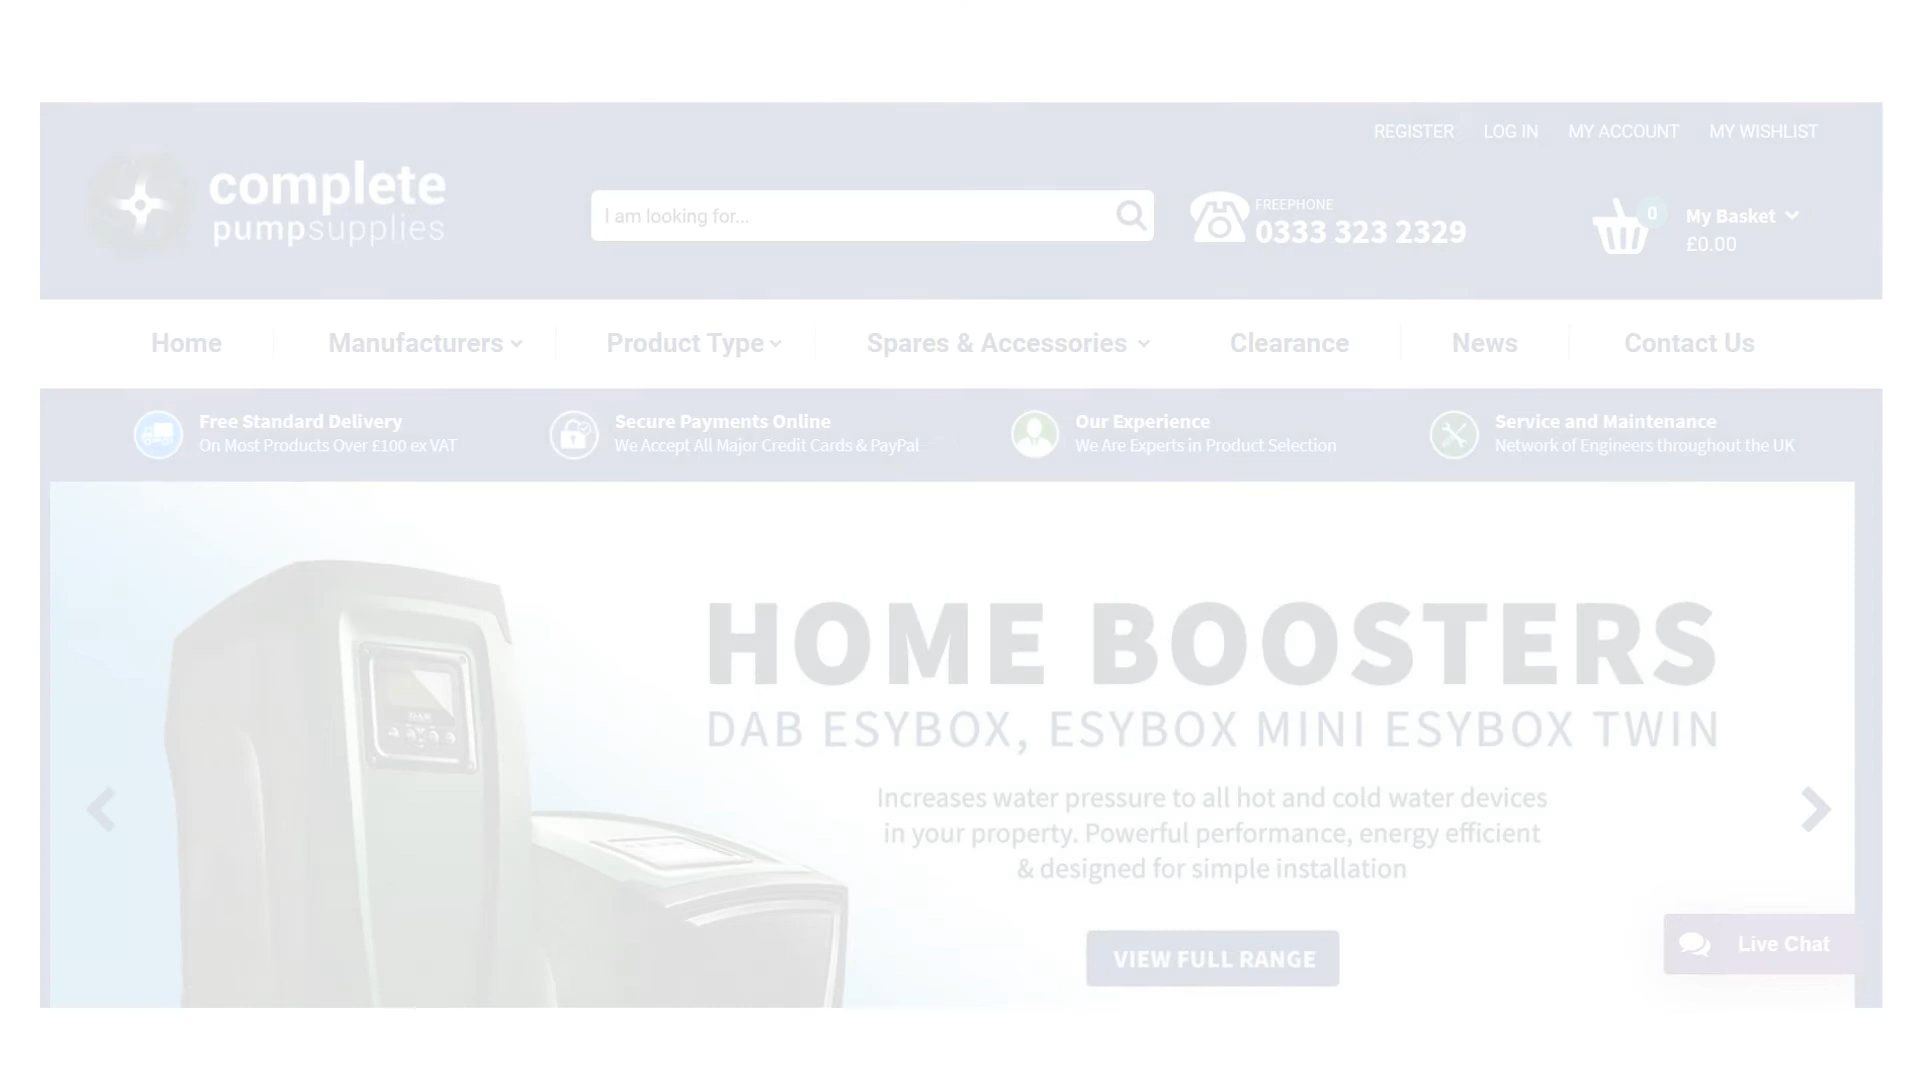 REGISTER LOG IN MY ACCOUNT MY WISHLIST
complete
pumpsupplies
I am looking for...
FREEPHONE
0333 323 2329
0
My Basket
£0.00
Home Manufacturers Product Type Spares & Accessories Clearance News Contact Us
Free Standard Delivery
On Most Products Over £100 ex VAT
Secure Payments Online
We Accept All Major Credit Cards & PayPal
Our Experience
We Are Experts in Product Selection
Service and Maintenance
Network of Engineers throughout the UK
HOME BOOSTERS
DAB ESYBOX, ESYBOX MINI ESYBOX TWIN
Increases water pressure to all hot and cold water devices
in your property. Powerful performance, energy efficient
& designed for simple installation
VIEW FULL RANGE
Live Chat
DAB